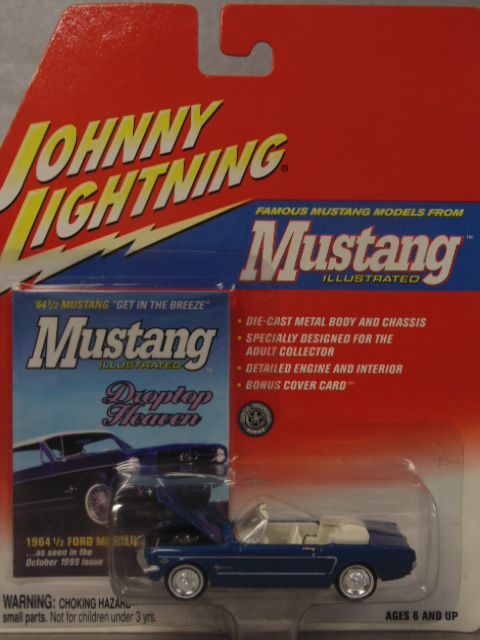 JOHNNY
LIGHTNING®
FAMOUS MUSTANG MODELS FROM
Mustang™
ILLUSTRATED
'64 1/2 MUSTANG "GET IN THE BREEZE"
Mustang
ILLUSTRATED
Droptop
Heaven
• DIE-CAST METAL BODY AND CHASSIS
• SPECIALLY DESIGNED FOR THE
ADULT COLLECTOR
• DETAILED ENGINE AND INTERIOR
• BONUS COVER CARD™
1964 1/2 FORD MUSTANG
...as seen in the
October 1999 issue
WARNING: CHOKING HAZARD-
small parts. Not for children under 3 yrs.
AGES 6 AND UP